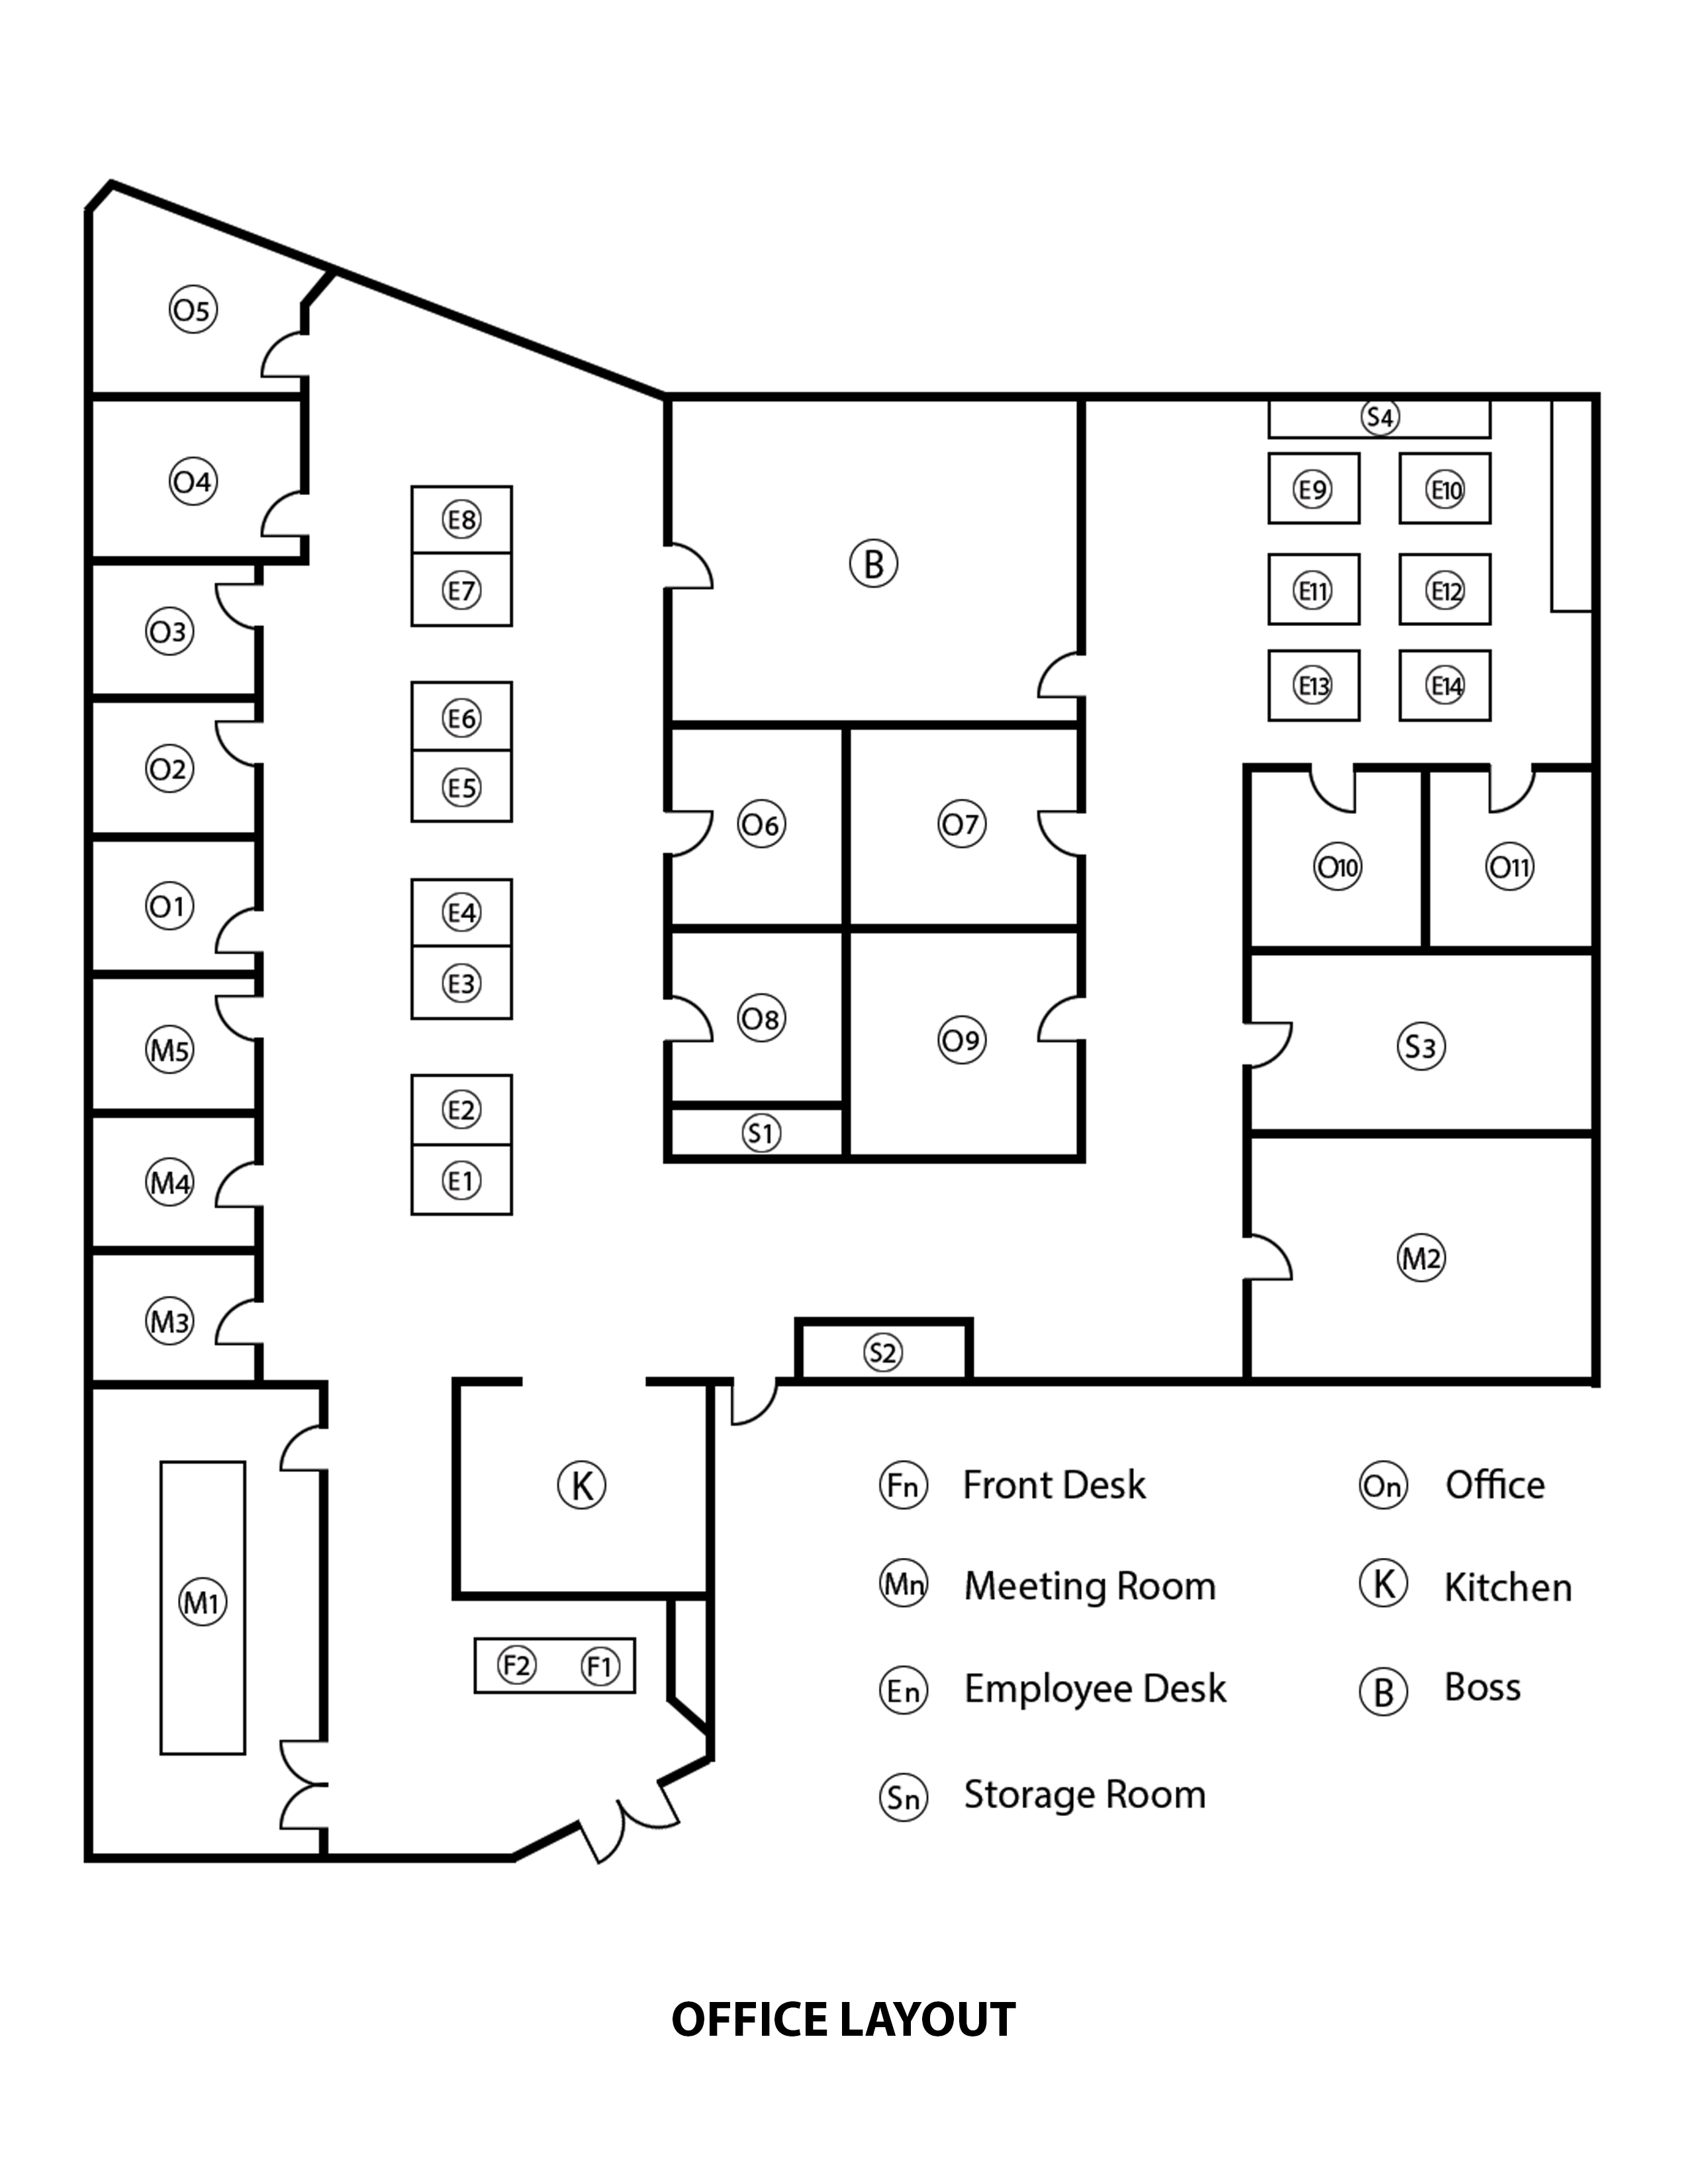 O5
S4
O4
E9
E10
E8
B
E7
E11
E12
O3
E13
E14
E6
O2
E5
O6
O7
O10
O11
O1
E4
E3
O8
O9
S3
M5
E2
S1
M4
E1
M2
M3
S2
K
Fn Front Desk
On Office
Mn Meeting Room
K Kitchen
M1
F2
F1
En Employee Desk
B Boss
Sn Storage Room
OFFICE LAYOUT